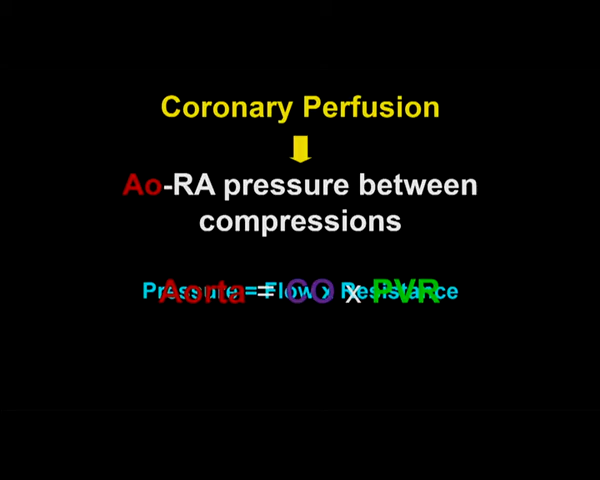 Coronary Perfusion
Ao-RA pressure between
compressions
Pressure = Flow x Resistance
Aorta = CO x PVR